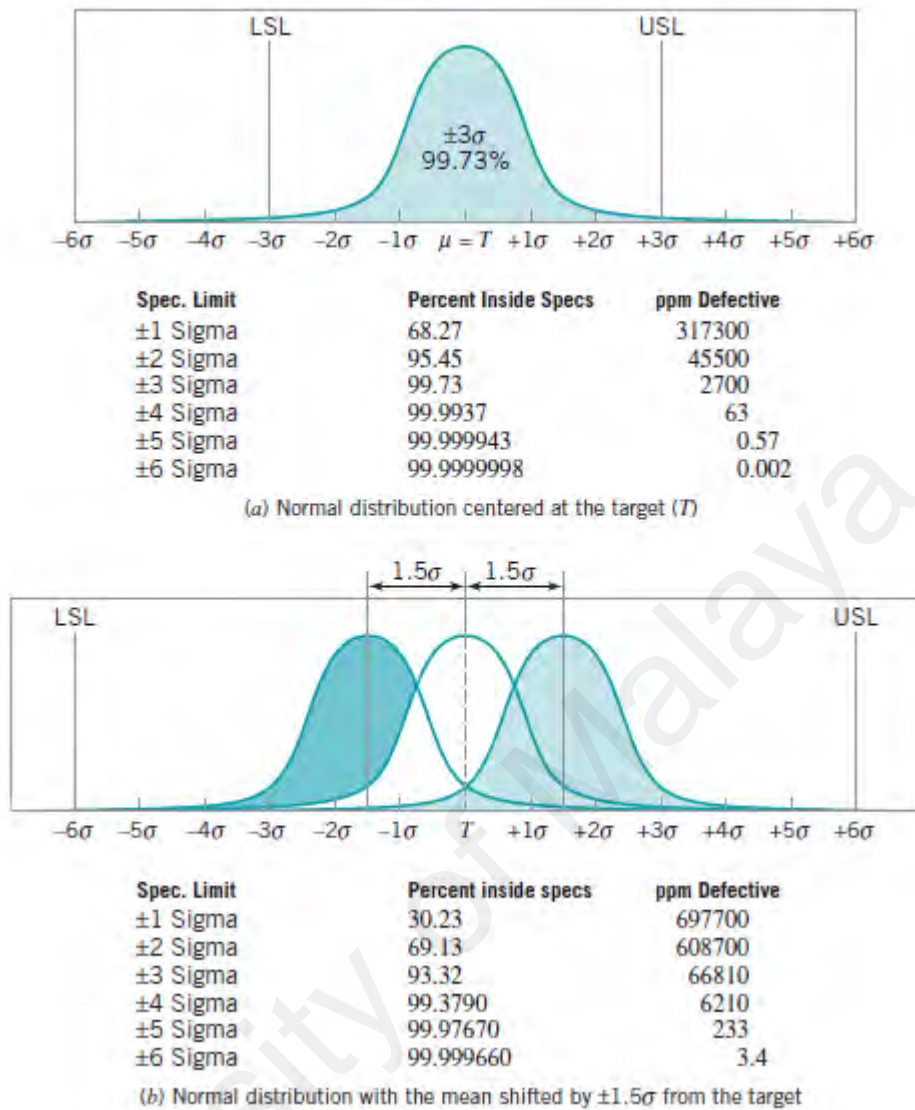 LSL USL
±3σ
99.73%
−6σ −5σ −4σ −3σ −2σ −1σ μ = T +1σ +2σ +3σ +4σ +5σ +6σ
Spec. Limit Percent Inside Specs ppm Defective
±1 Sigma 68.27 317300
±2 Sigma 95.45 45500
±3 Sigma 99.73 2700
±4 Sigma 99.9937 63
±5 Sigma 99.999943 0.57
±6 Sigma 99.9999998 0.002
(a) Normal distribution centered at the target (T)
1.5σ 1.5σ
LSL USL
−6σ −5σ −4σ −3σ −2σ −1σ T +1σ +2σ +3σ +4σ +5σ +6σ
Spec. Limit Percent inside specs ppm Defective
±1 Sigma 30.23 697700
±2 Sigma 69.13 608700
±3 Sigma 93.32 66810
±4 Sigma 99.3790 6210
±5 Sigma 99.97670 233
±6 Sigma 99.999660 3.4
(b) Normal distribution with the mean shifted by ±1.5σ from the target
sity of Malaya